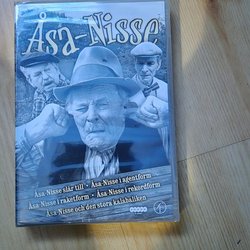 Åsa-Nisse
Åsa-Nisse slår till • Åsa-Nisse i agentform
Åsa-Nisse i raketform • Åsa-Nisse i rekordform
Åsa-Nisse och den stora kalabaliken